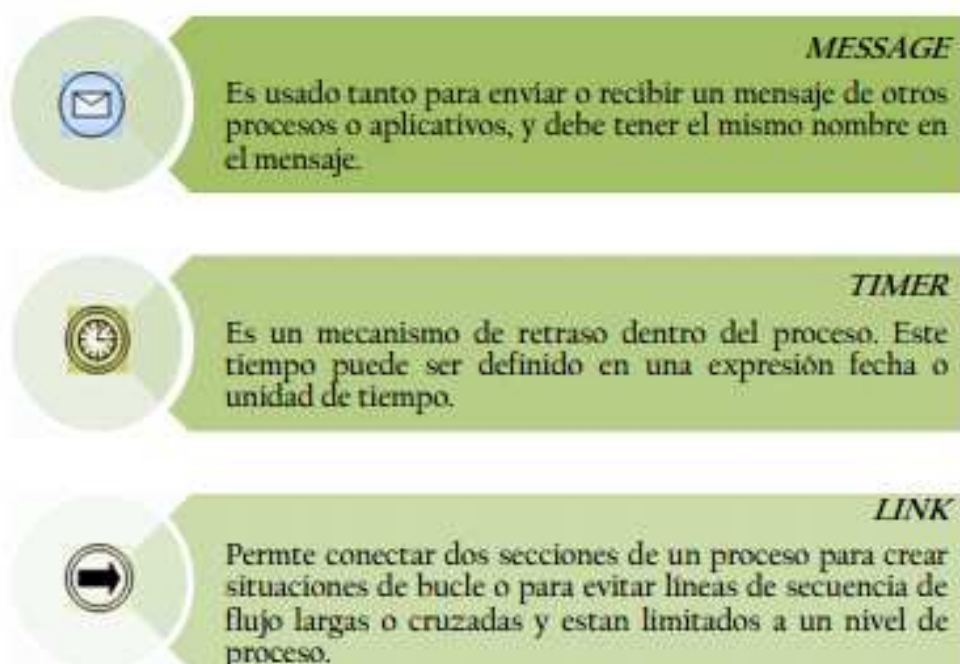 MESSAGE
Es usado tanto para enviar o recibir un mensaje de otros
procesos o aplicativos, y debe tener el mismo nombre en
el mensaje.
TIMER
Es un mecanismo de retraso dentro del proceso. Este
tiempo puede ser definido en una expresión fecha o
unidad de tiempo.
LINK
Permte conectar dos secciones de un proceso para crear
situaciones de bucle o para evitar líneas de secuencia de
flujo largas o cruzadas y estan limitados a un nivel de
proceso.